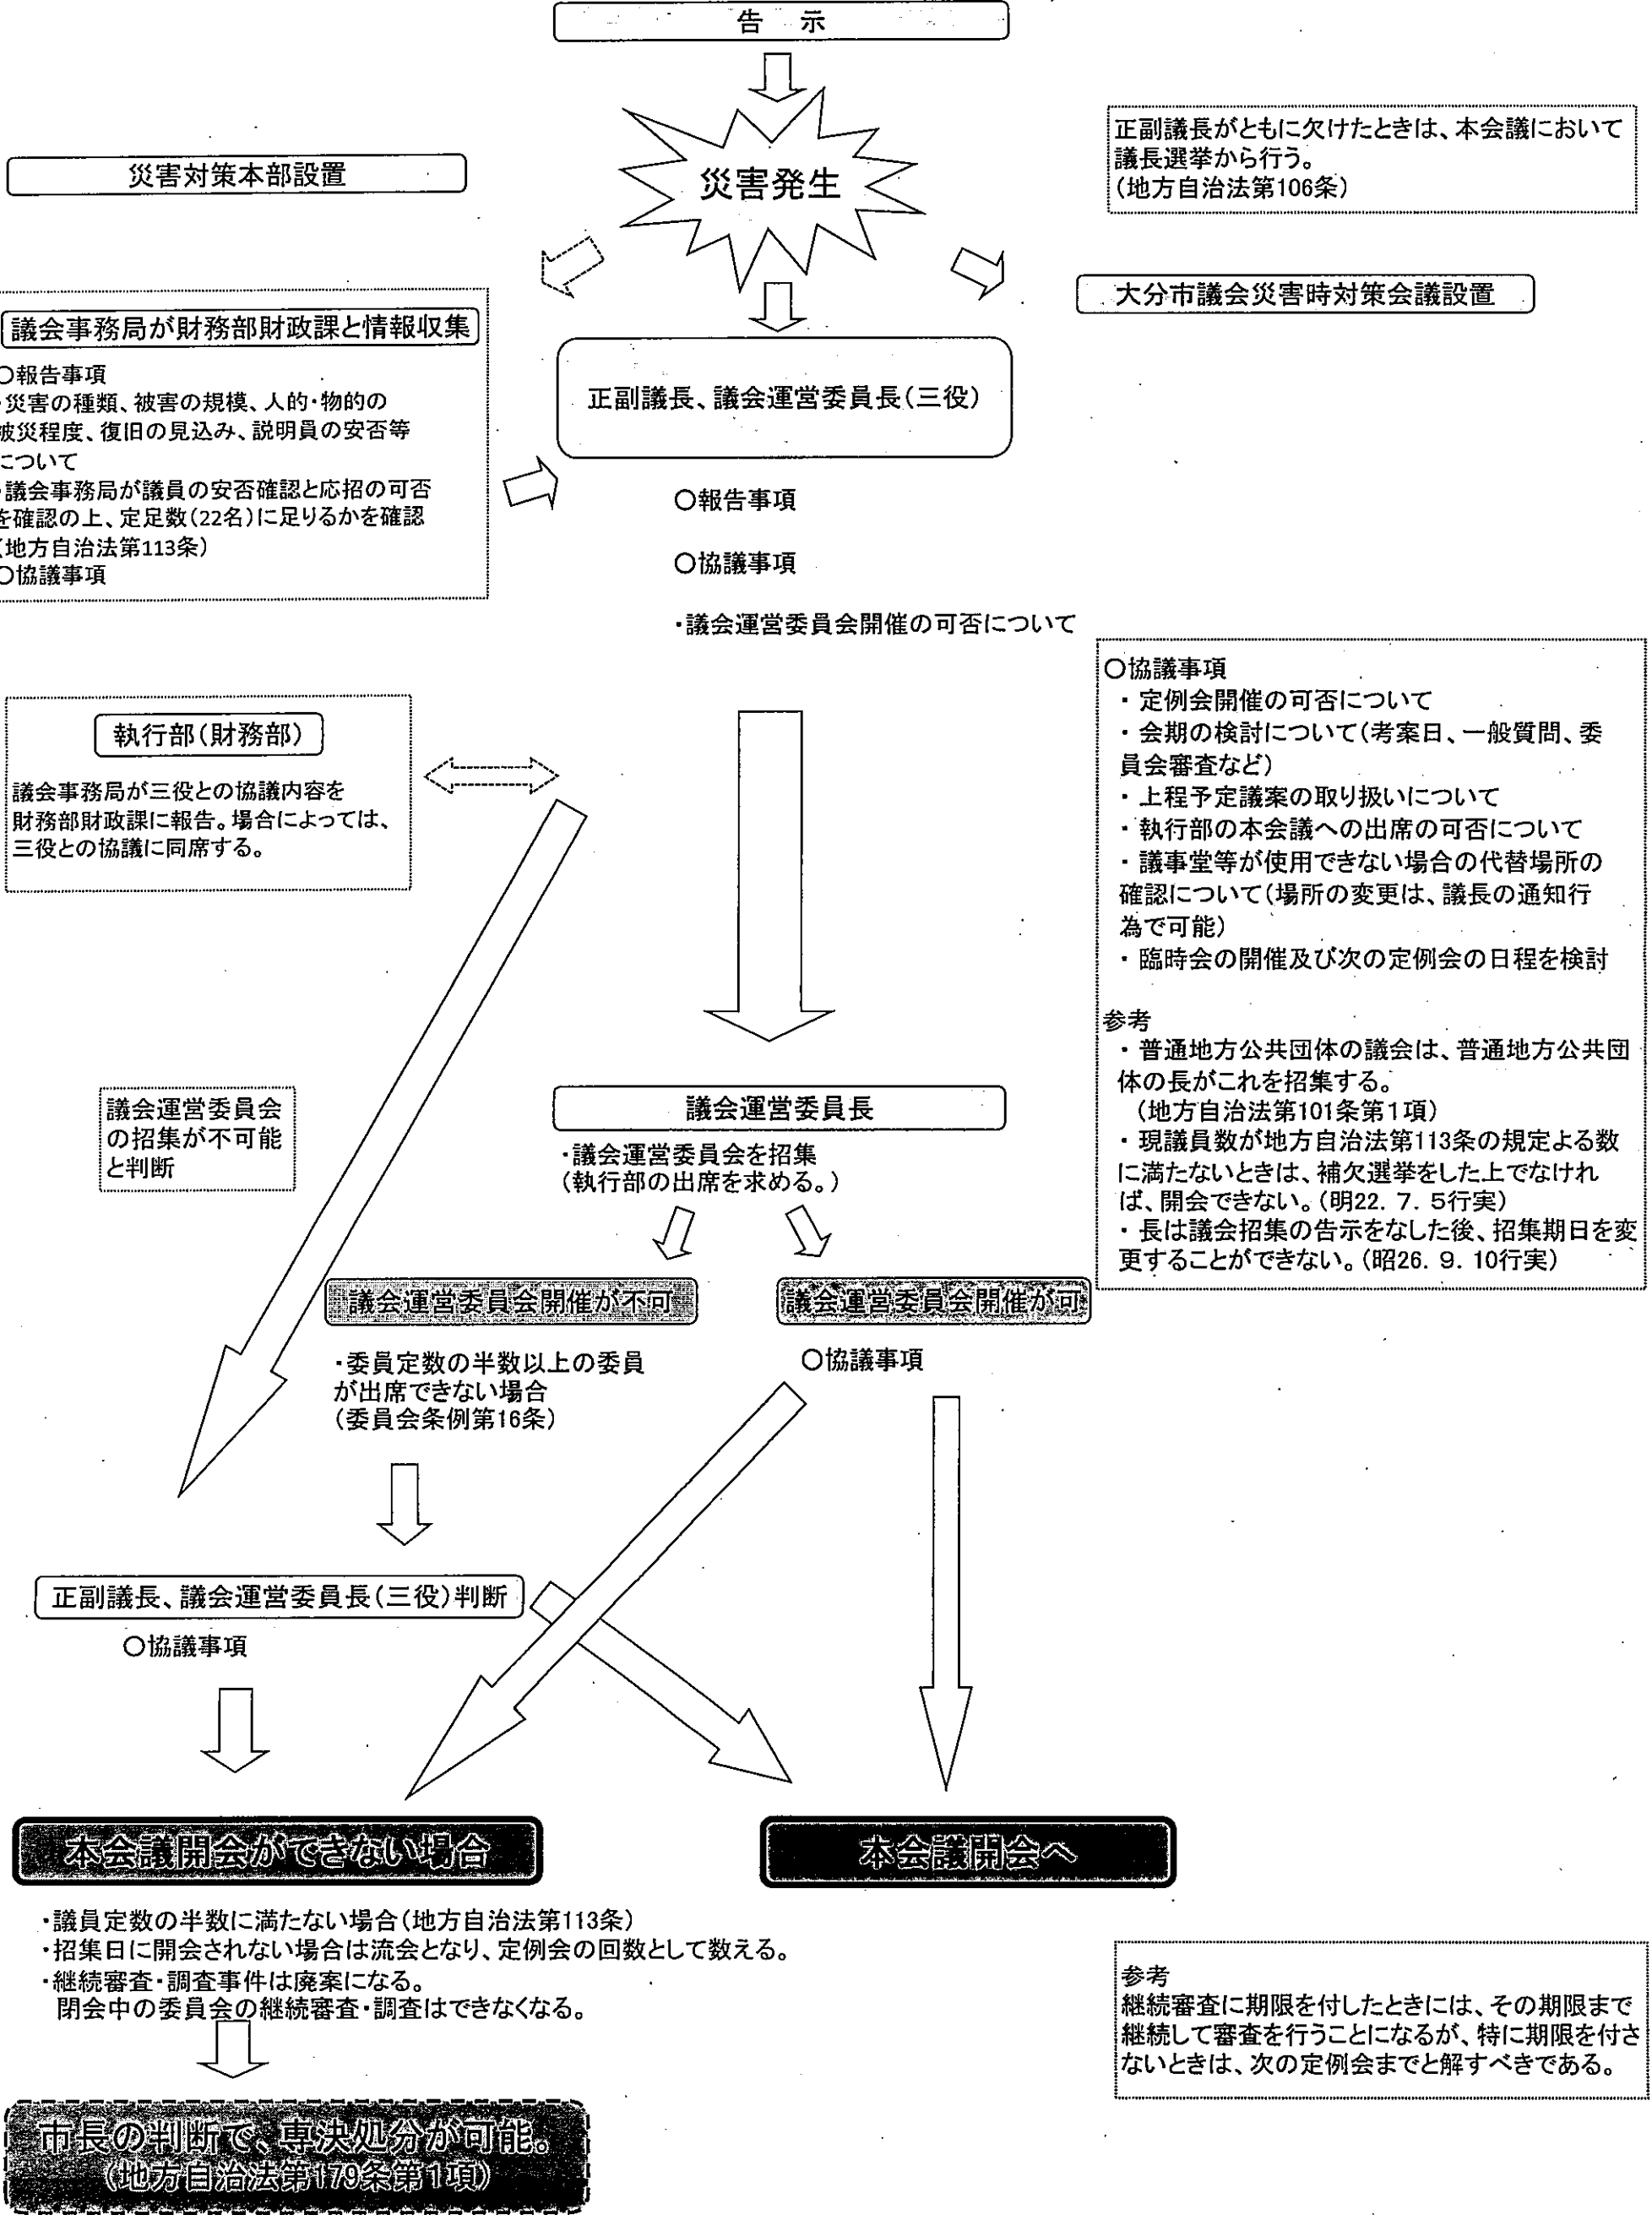 告　示
災害発生
正副議長がともに欠けたときは、本会議において
議長選挙から行う。
(地方自治法第106条)
災害対策本部設置
大分市議会災害時対策会議設置
議会事務局が財務部財政課と情報収集
○報告事項
・災害の種類、被害の規模、人的・物的の
被災程度、復旧の見込み、説明員の安否等
について
・議会事務局が議員の安否確認と応招の可否
を確認の上、定足数(22名)に足りるかを確認
(地方自治法第113条)
○協議事項
正副議長、議会運営委員長(三役)
○報告事項
○協議事項
・議会運営委員会開催の可否について
執行部(財務部)
議会事務局が三役との協議内容を
財務部財政課に報告。場合によっては、
三役との協議に同席する。
○協議事項
・定例会開催の可否について
・会期の検討について(考案日、一般質問、委
員会審査など)
・上程予定議案の取り扱いについて
・執行部の本会議への出席の可否について
・議事堂等が使用できない場合の代替場所の
確認について(場所の変更は、議長の通知行
為で可能)
・臨時会の開催及び次の定例会の日程を検討
参考
・普通地方公共団体の議会は、普通地方公共団
体の長がこれを招集する。
(地方自治法第101条第1項)
・現議員数が地方自治法第113条の規定よる数
に満たないときは、補欠選挙をした上でなけれ
ば、開会できない。(明22．7．5行実)
・長は議会招集の告示をなした後、招集期日を変
更することができない。(昭26．9．10行実)
議会運営委員会
の招集が不可能
と判断
議会運営委員長
・議会運営委員会を招集
(執行部の出席を求める。)
議会運営委員会開催が不可
議会運営委員会開催が可
・委員定数の半数以上の委員
が出席できない場合
(委員会条例第16条)
○協議事項
正副議長、議会運営委員長(三役)判断
○協議事項
本会議開会ができない場合
本会議開会へ
・議員定数の半数に満たない場合(地方自治法第113条)
・招集日に開会されない場合は流会となり、定例会の回数として数える。
・継続審査・調査事件は廃案になる。
閉会中の委員会の継続審査・調査はできなくなる。
参考
継続審査に期限を付したときには、その期限まで
継続して審査を行うことになるが、特に期限を付さ
ないときは、次の定例会までと解すべきである。
市長の判断で、専決処分が可能。
(地方自治法第179条第1項)